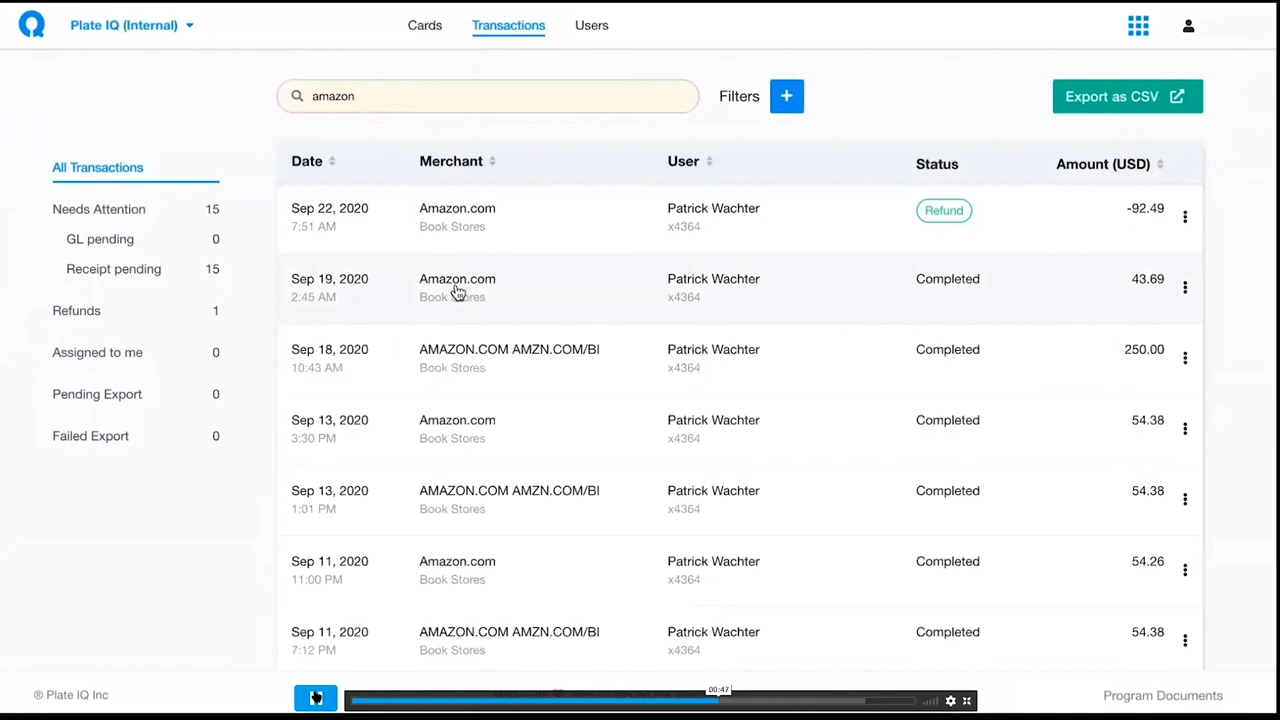 Plate IQ (Internal)
Cards
Transactions
Users
amazon
Filters
+
Export as CSV
All Transactions
Needs Attention 15
GL pending 0
Receipt pending 15
Refunds 1
Assigned to me 0
Pending Export 0
Failed Export 0
Date Merchant User Status Amount (USD)
Sep 22, 2020 Amazon.com Patrick Wachter Refund -92.49
7:51 AM Book Stores x4364
Sep 19, 2020 Amazon.com Patrick Wachter Completed 43.69
2:45 AM Book Stores x4364
Sep 18, 2020 AMAZON.COM AMZN.COM/BI Patrick Wachter Completed 250.00
10:43 AM Book Stores x4364
Sep 13, 2020 Amazon.com Patrick Wachter Completed 54.38
3:30 PM Book Stores x4364
Sep 13, 2020 AMAZON.COM AMZN.COM/BI Patrick Wachter Completed 54.38
1:01 PM Book Stores x4364
Sep 11, 2020 Amazon.com Patrick Wachter Completed 54.26
11:00 PM Book Stores x4364
Sep 11, 2020 AMAZON.COM AMZN.COM/BI Patrick Wachter Completed 54.38
7:12 PM Book Stores x4364
® Plate IQ Inc
00:47
Program Documents